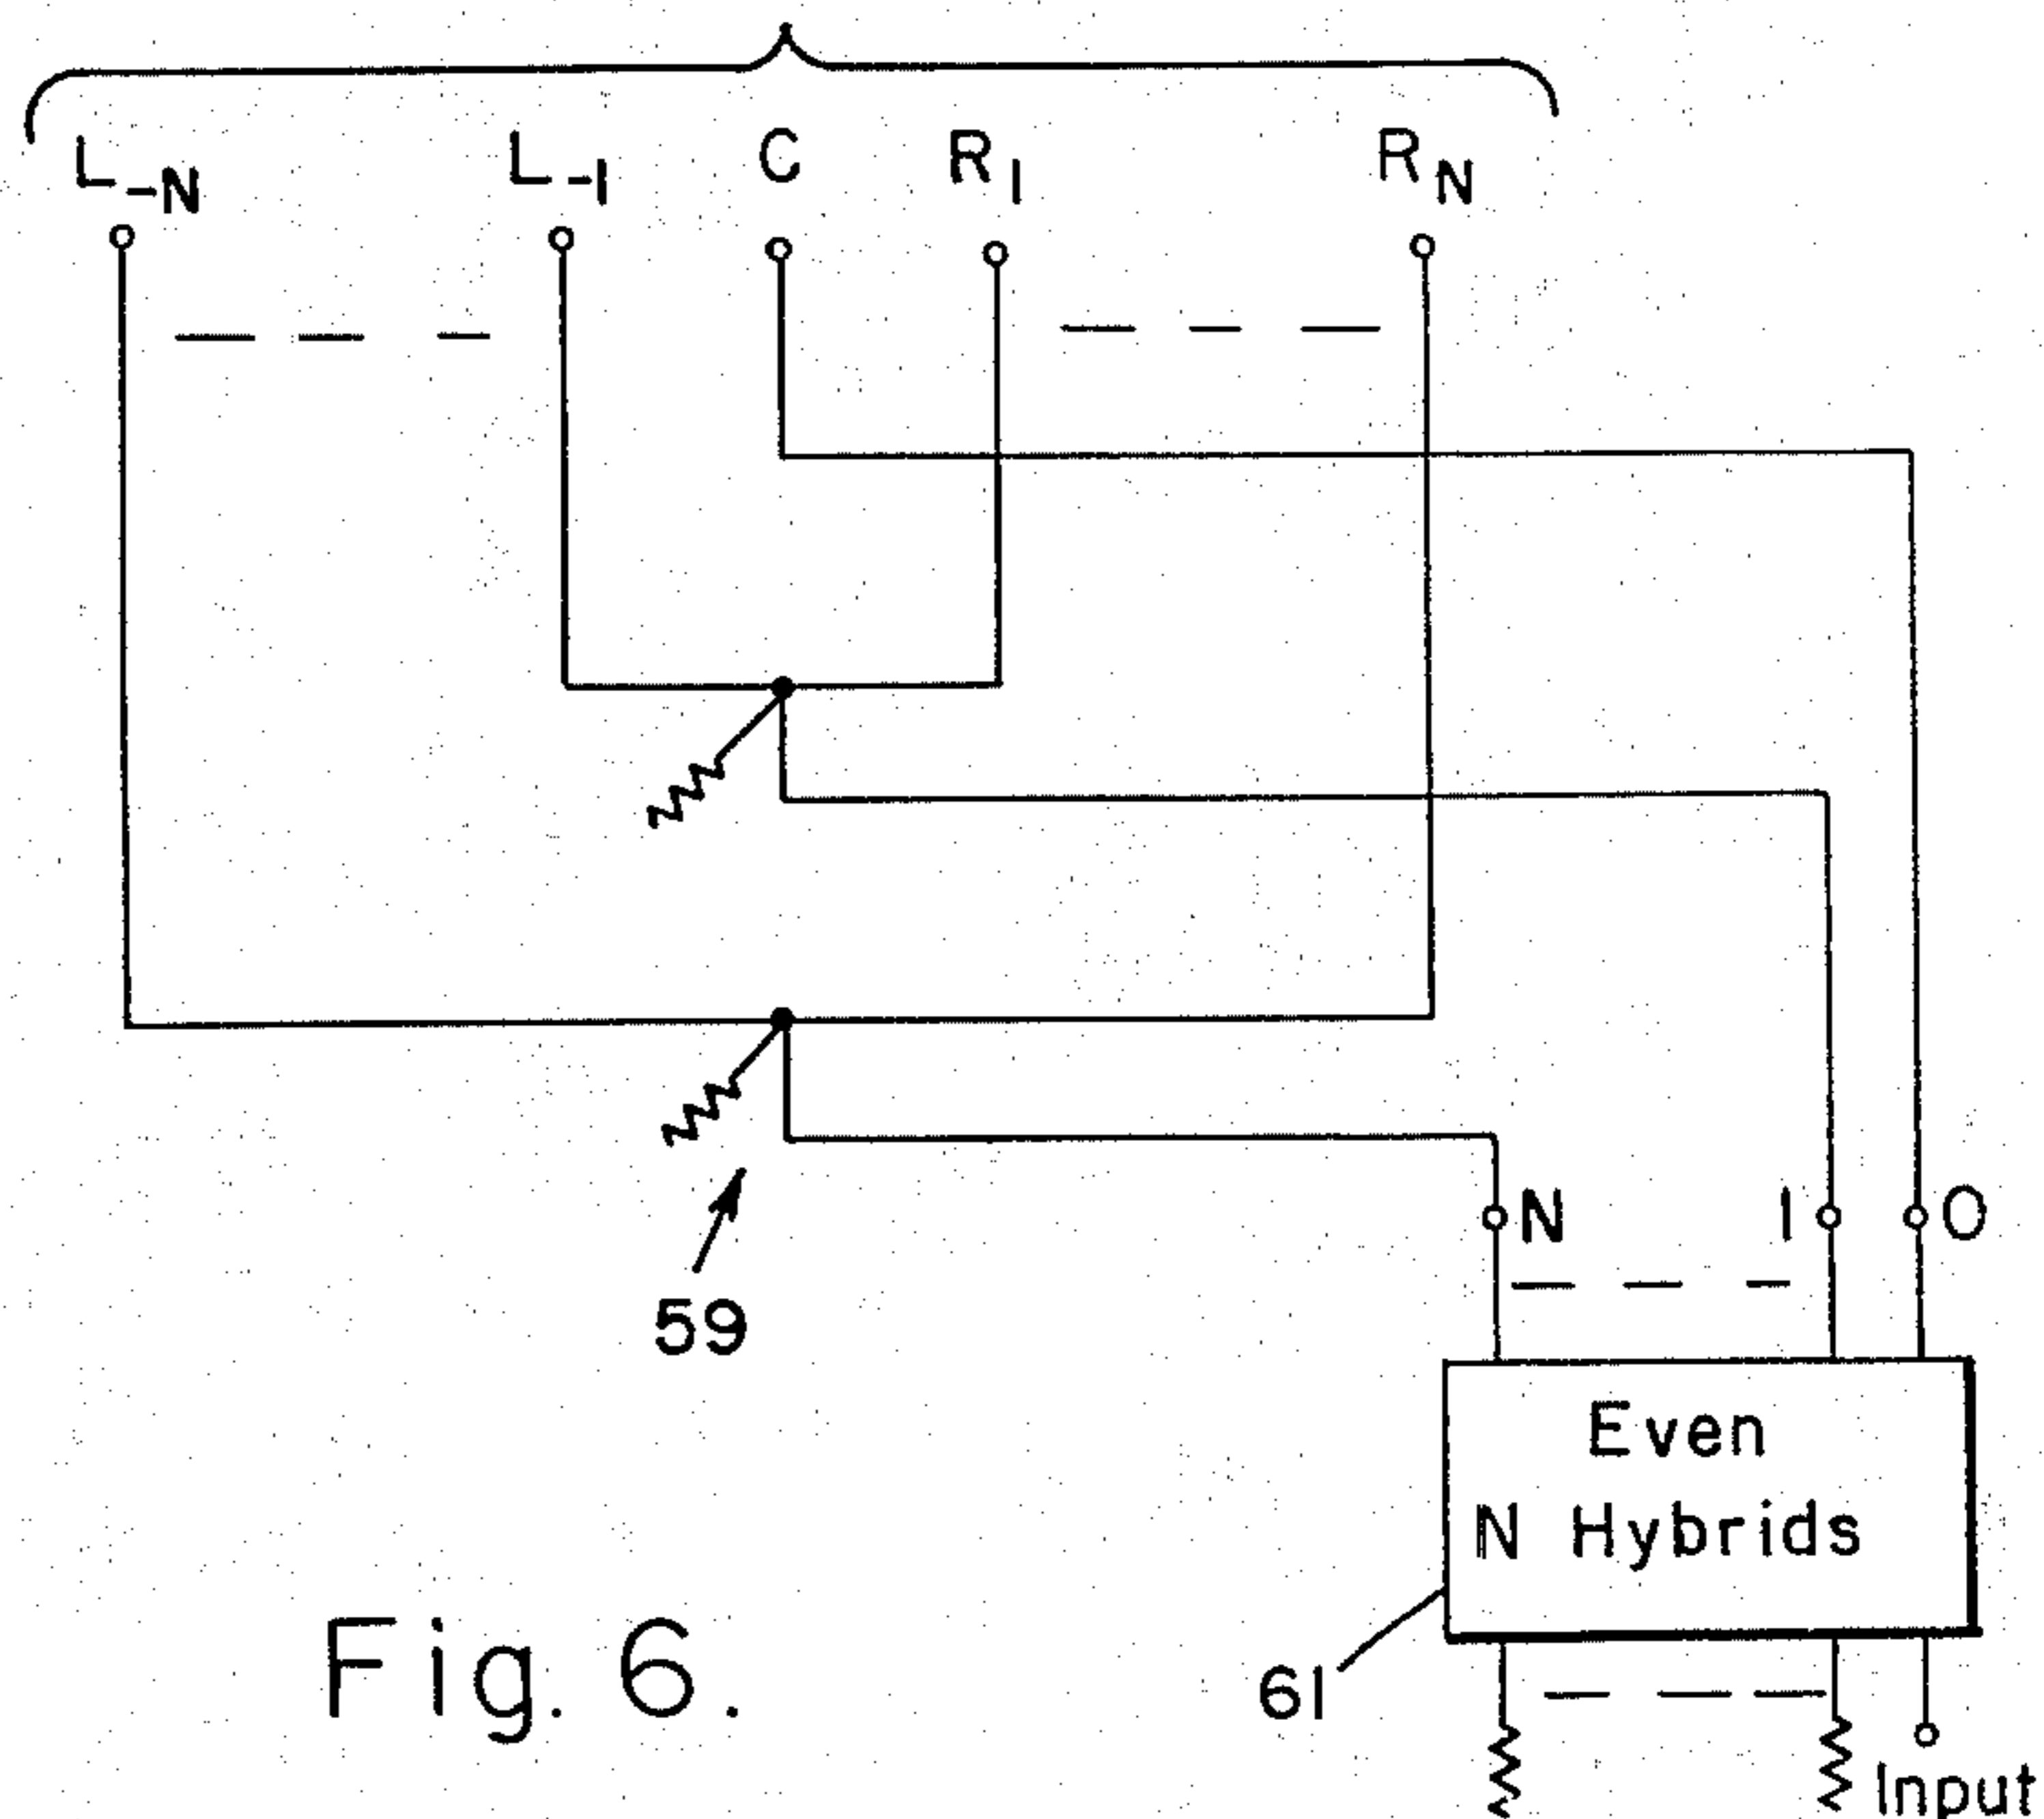 L-N L-1 C R1 RN
N 1 0
59
Even
N Hybrids
61
Input
Fig. 6.